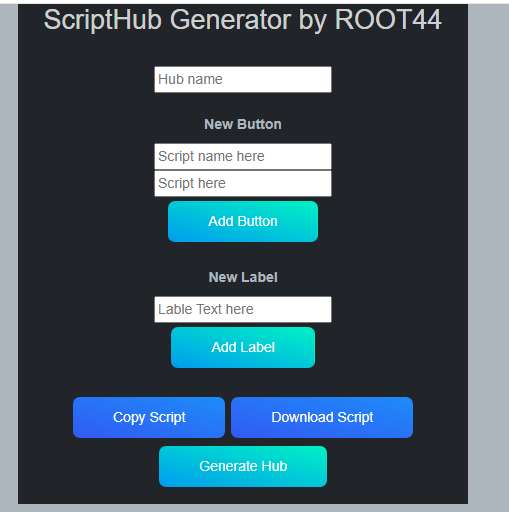 ScriptHub Generator by ROOT44
Hub name
New Button
Script name here
Script here
Add Button
New Label
Lable Text here
Add Label
Copy Script Download Script
Generate Hub